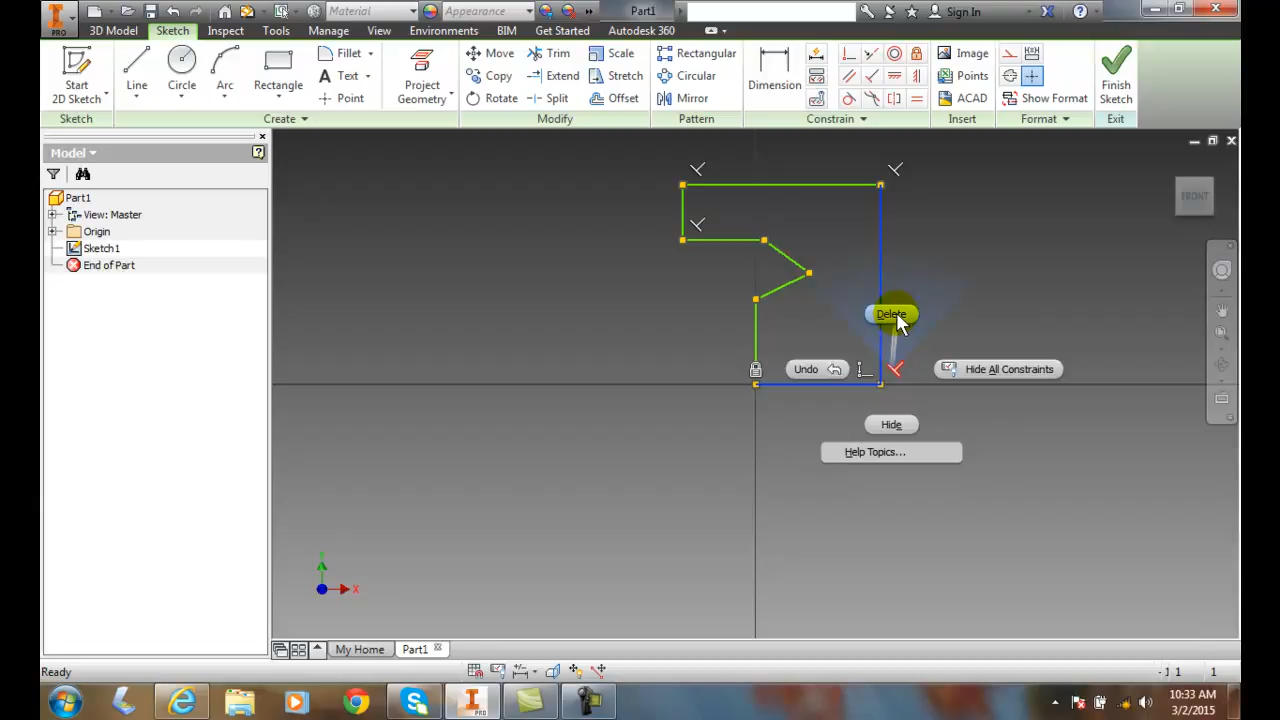 Material
Appearance
Part1
Sign In
PRO
3D Model
Sketch
Inspect
Tools
Manage
View
Environments
BIM
Get Started
Autodesk 360
Start
2D Sketch
Line
Circle
Arc
Rectangle
Fillet
Text
Point
Project
Geometry
Move
Trim
Scale
Copy
Extend
Stretch
Rotate
Split
Offset
Rectangular
Circular
Mirror
Dimension
Image
Points
ACAD
Show Format
Finish
Sketch
Sketch
Create
Modify
Pattern
Constrain
Insert
Format
Exit
Model
Part1
View: Master
Origin
Sketch1
End of Part
FRONT
Delete
Undo
Hide All Constraints
Hide
Help Topics...
Y
X
My Home
Part1
Ready
1 1
1
10:33 AM
3/2/2015